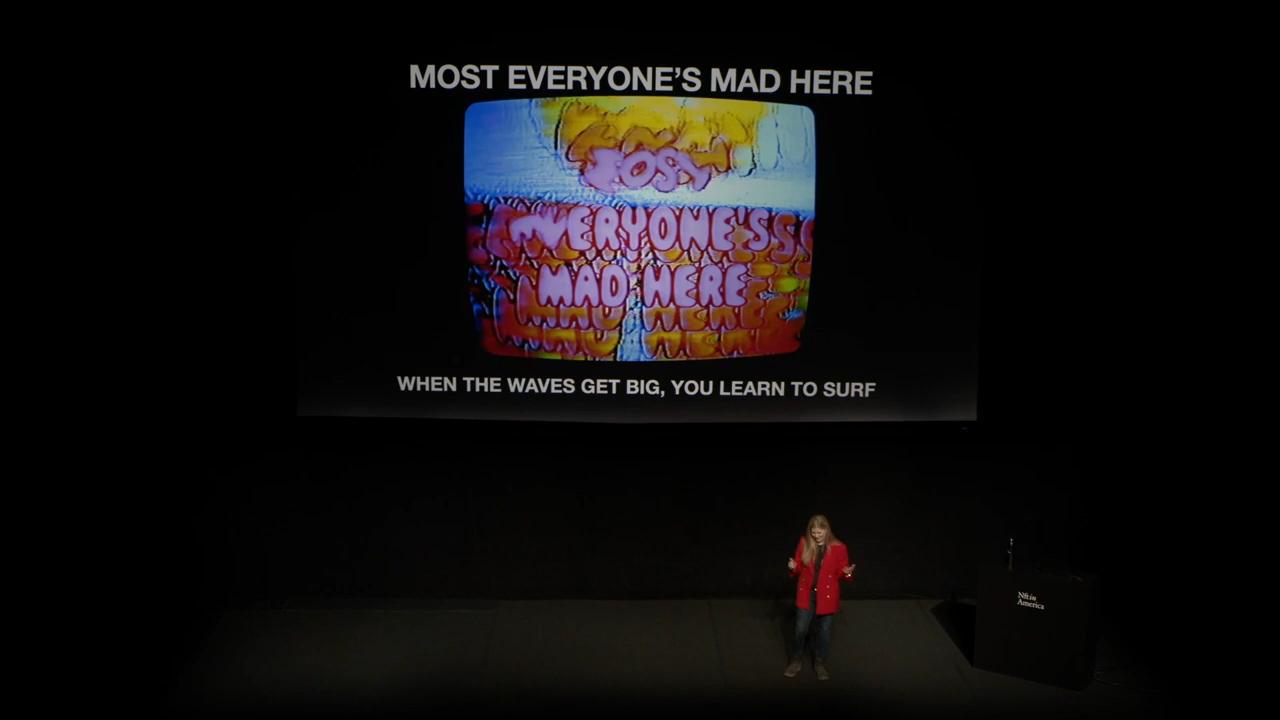 MOST EVERYONE'S MAD HERE
EVERYONE'S
MAD HERE
WHEN THE WAVES GET BIG, YOU LEARN TO SURF
Nft in
America